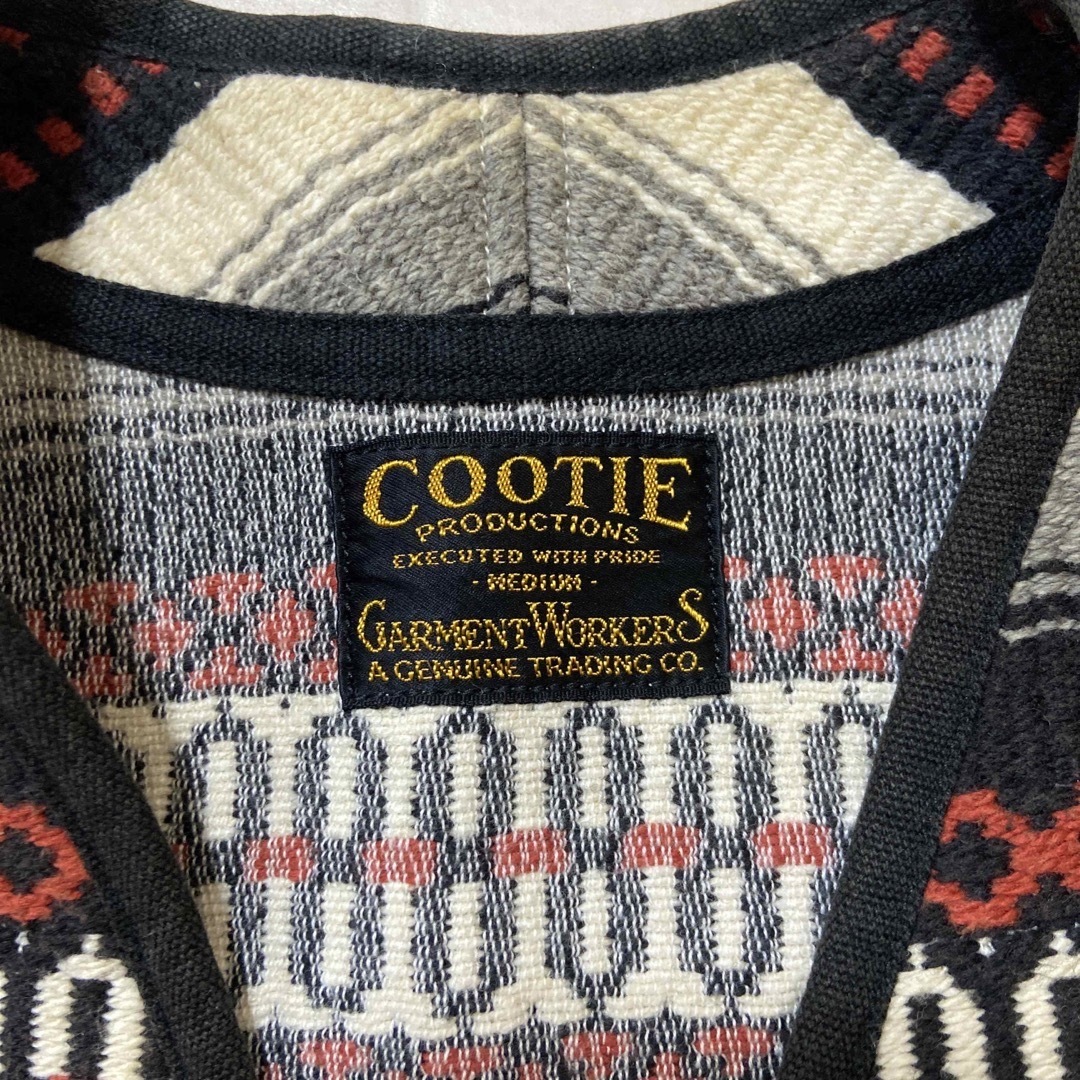 COOTIE
PRODUCTIONS
EXECUTED WITH PRIDE
- MEDIUM -
GARMENT WORKERS
A GENUINE TRADING CO.